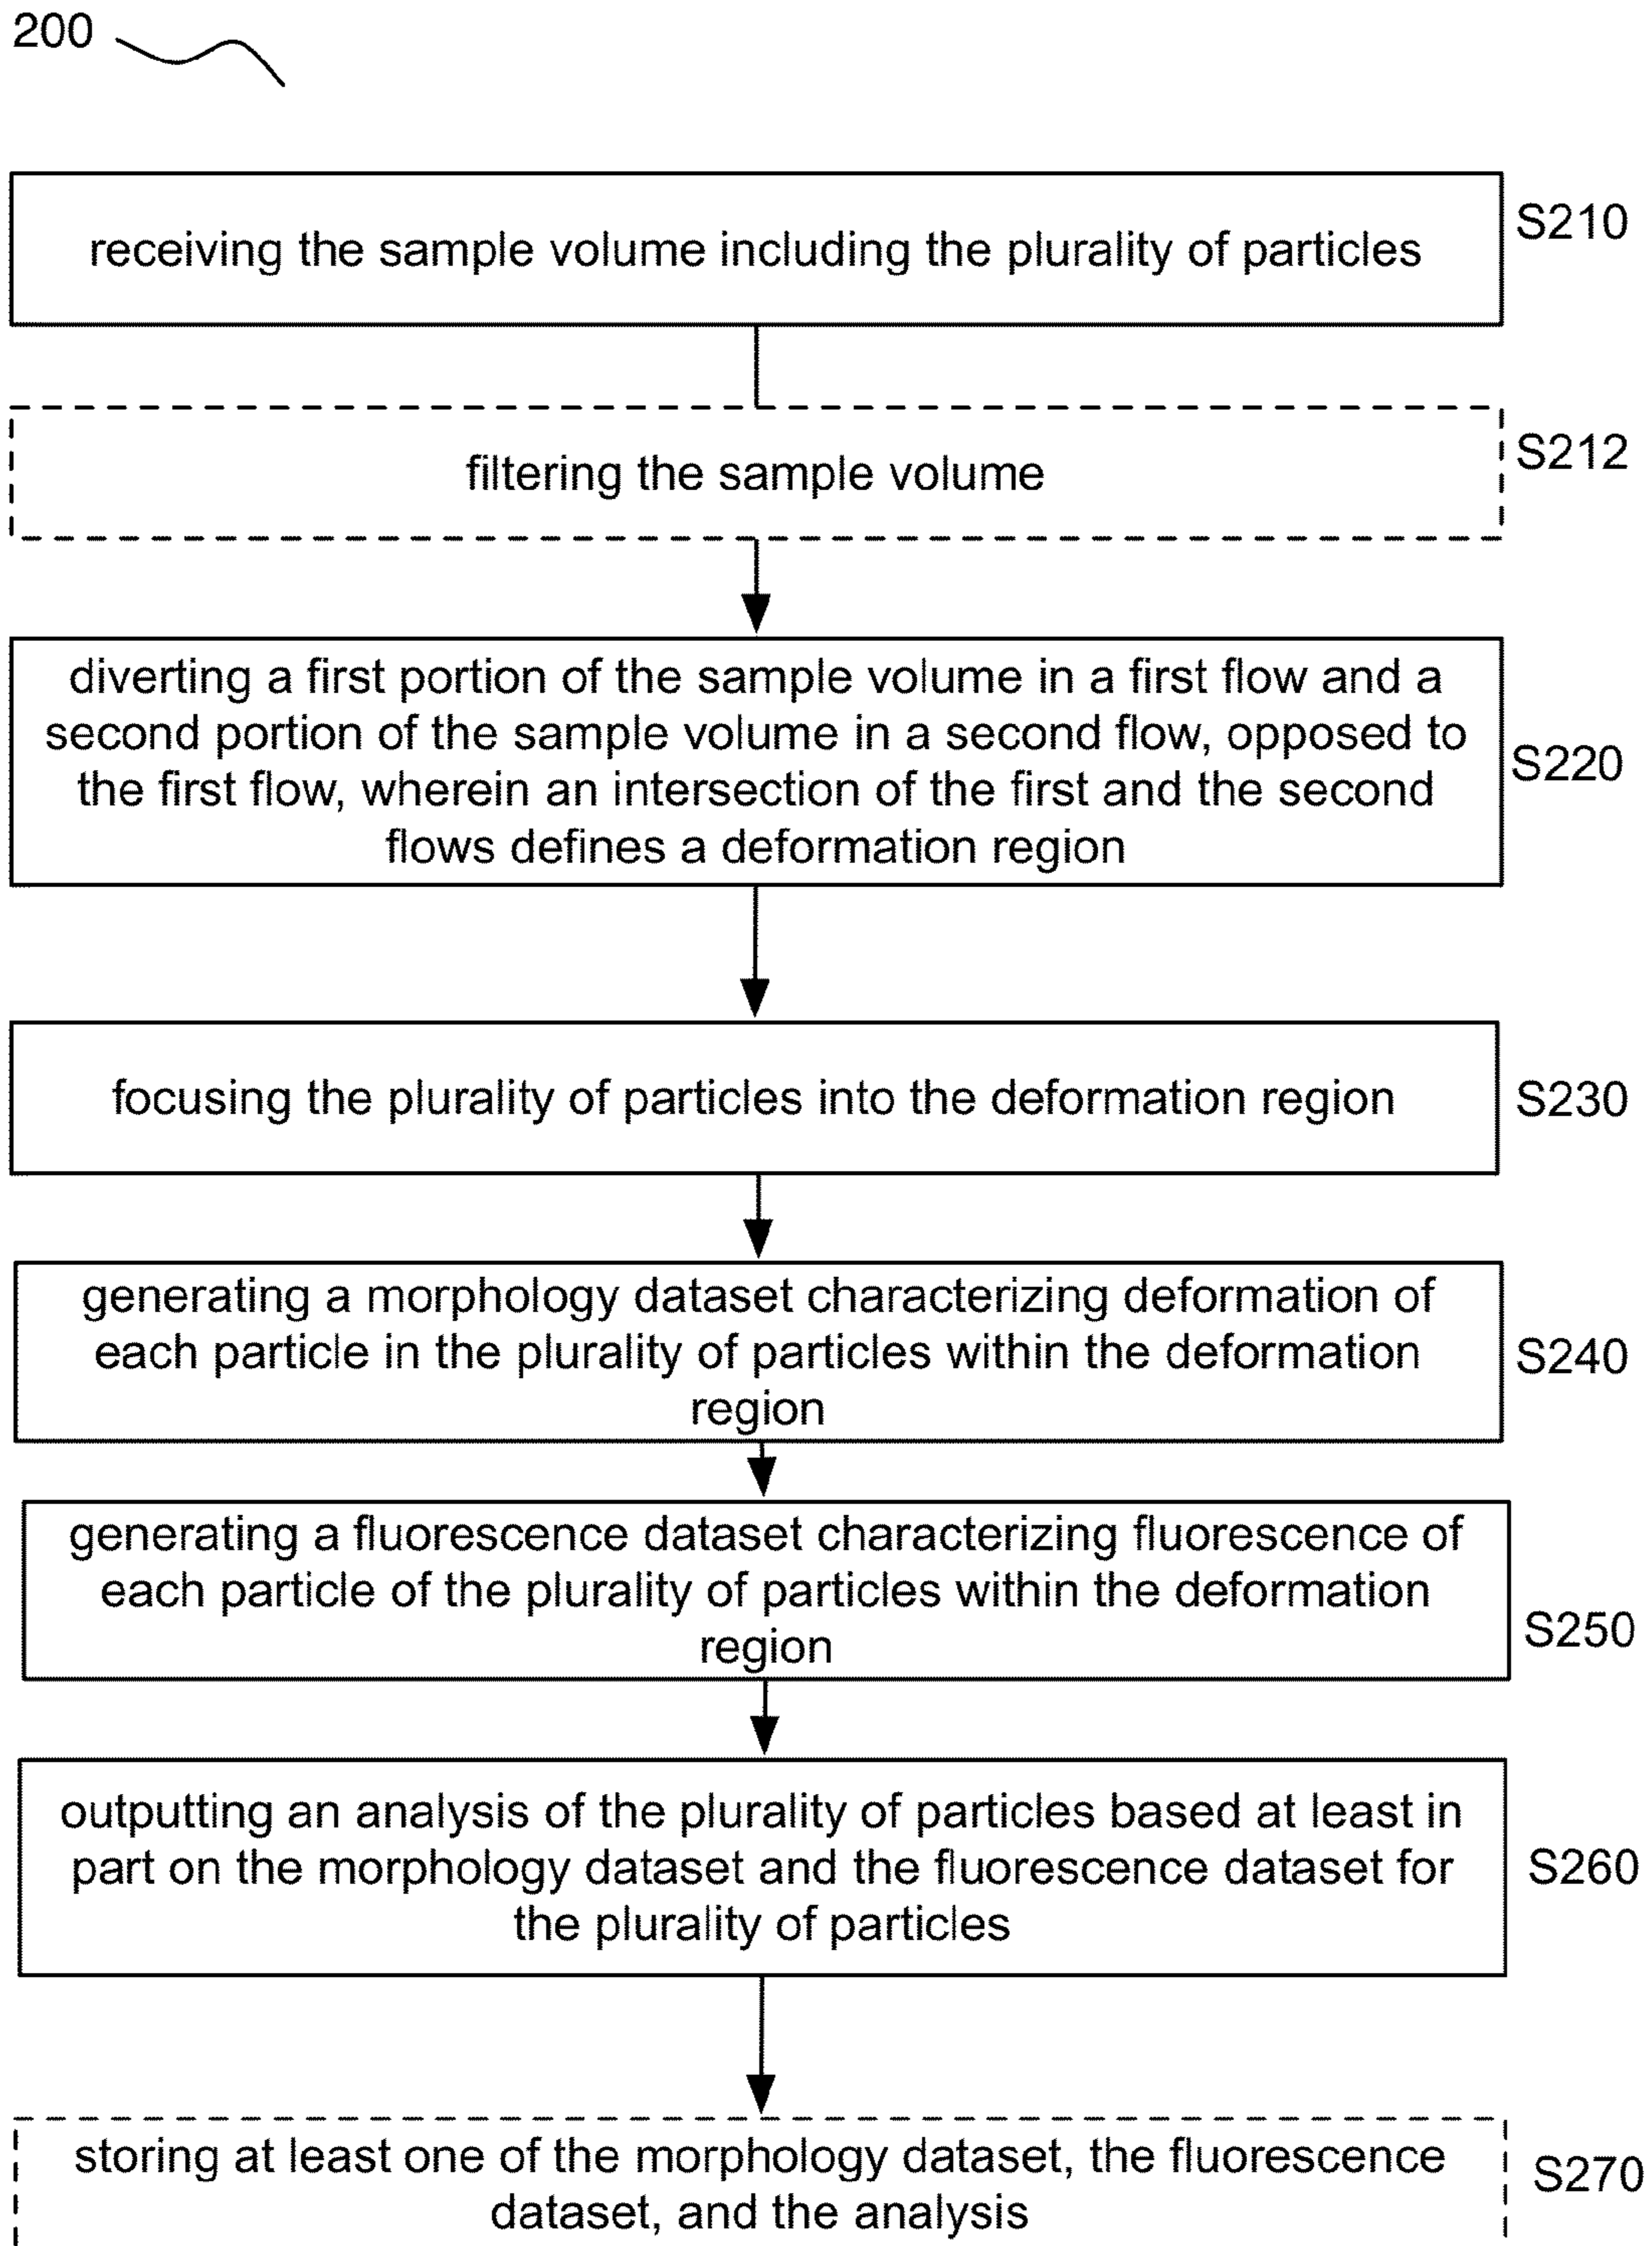 200
receiving the sample volume including the plurality of particles
S210
filtering the sample volume
S212
diverting a first portion of the sample volume in a first flow and a
second portion of the sample volume in a second flow, opposed to
the first flow, wherein an intersection of the first and the second
flows defines a deformation region
S220
focusing the plurality of particles into the deformation region
S230
generating a morphology dataset characterizing deformation of
each particle in the plurality of particles within the deformation
region
S240
generating a fluorescence dataset characterizing fluorescence of
each particle of the plurality of particles within the deformation
region
S250
outputting an analysis of the plurality of particles based at least in
part on the morphology dataset and the fluorescence dataset for
the plurality of particles
S260
storing at least one of the morphology dataset, the fluorescence
dataset, and the analysis
S270